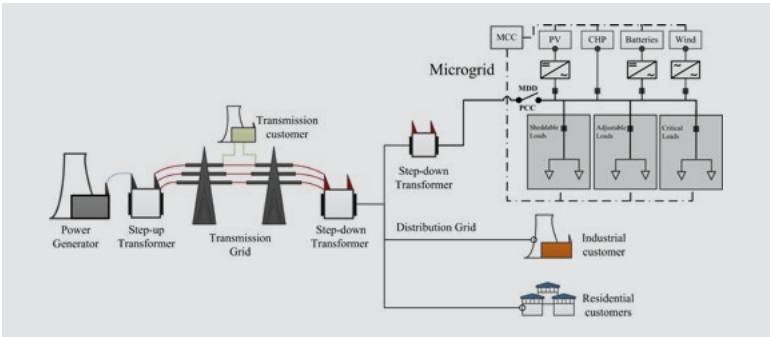 MCC
PV
CHP
Batteries
Wind
Microgrid
MDD
PCC
Transmission
customer
Sheddable
Loads
Adjustable
Loads
Critical
Loads
Step-down
Transformer
Power
Generator
Step-up
Transformer
Transmission
Grid
Step-down
Transformer
Distribution Grid
Industrial
customer
Residential
customers